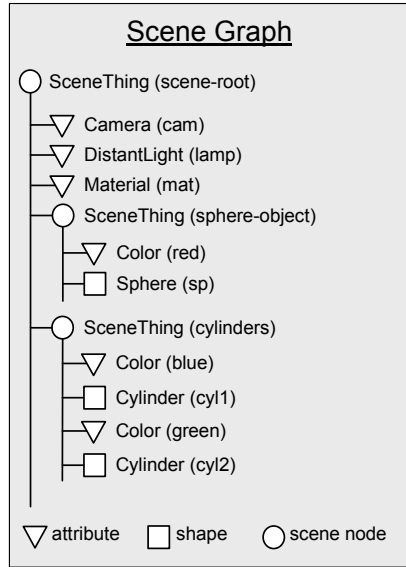 Scene Graph
SceneThing (scene-root)
Camera (cam)
DistantLight (lamp)
Material (mat)
SceneThing (sphere-object)
Color (red)
Sphere (sp)
SceneThing (cylinders)
Color (blue)
Cylinder (cyl1)
Color (green)
Cylinder (cyl2)
attribute shape scene node